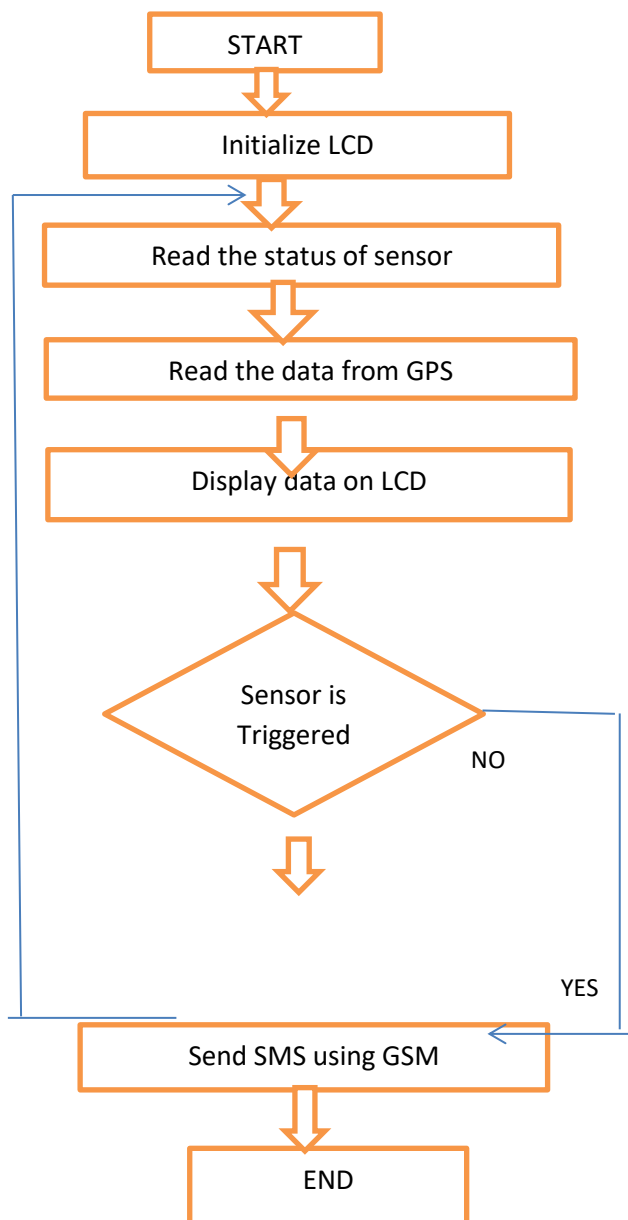 START
Initialize LCD
Read the status of sensor
Read the data from GPS
Display data on LCD
Sensor is
Triggered
NO
YES
Send SMS using GSM
END